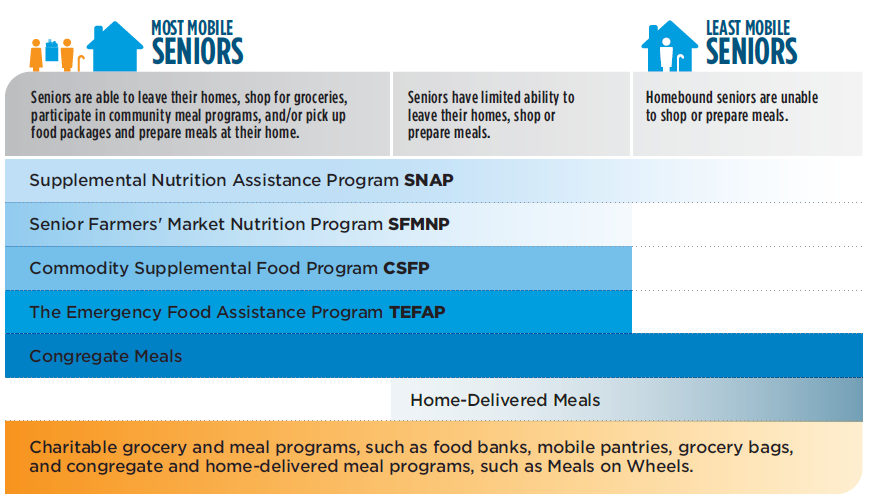 MOST MOBILE
SENIORS
LEAST MOBILE
SENIORS
Seniors are able to leave their homes, shop for groceries,
participate in community meal programs, and/or pick up
food packages and prepare meals at their home.
Seniors have limited ability to
leave their homes, shop or
prepare meals.
Homebound seniors are unable
to shop or prepare meals.
Supplemental Nutrition Assistance Program SNAP
Senior Farmers' Market Nutrition Program SFMNP
Commodity Supplemental Food Program CSFP
The Emergency Food Assistance Program TEFAP
Congregate Meals
Home-Delivered Meals
Charitable grocery and meal programs, such as food banks, mobile pantries, grocery bags,
and congregate and home-delivered meal programs, such as Meals on Wheels.